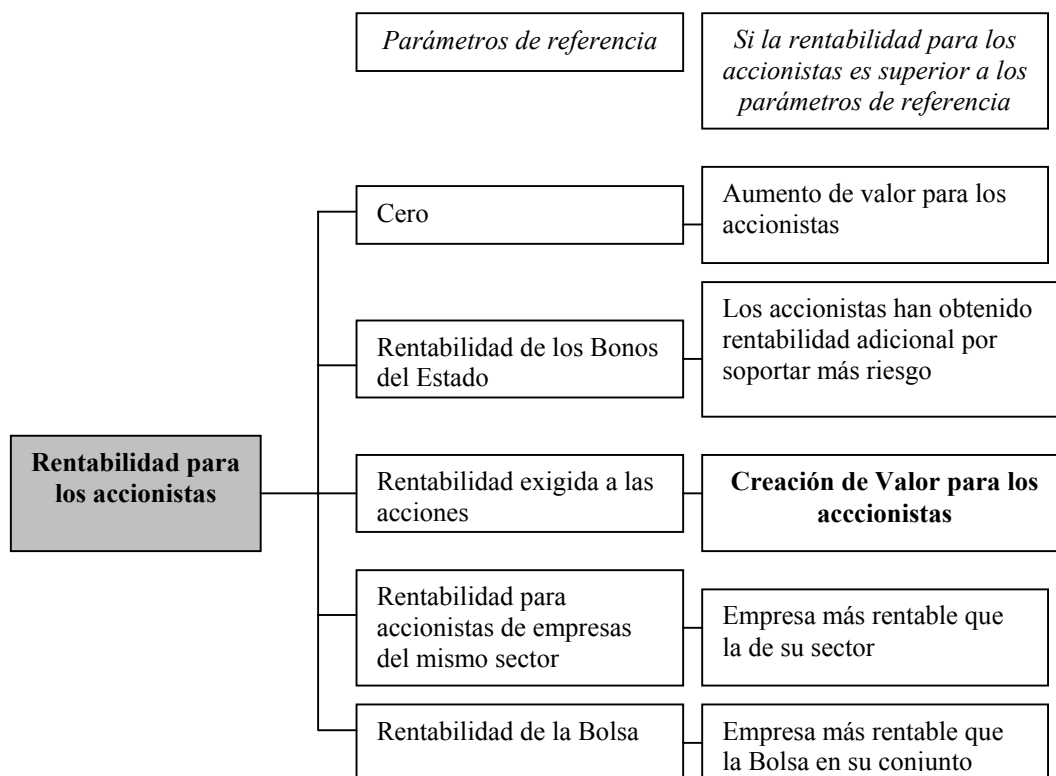 Parámetros de referencia
Si la rentabilidad para los
accionistas es superior a los
parámetros de referencia
Cero
Aumento de valor para los
accionistas
Rentabilidad de los Bonos
del Estado
Los accionistas han obtenido
rentabilidad adicional por
soportar más riesgo
Rentabilidad para
los accionistas
Rentabilidad exigida a las
acciones
Creación de Valor para los
acccionistas
Rentabilidad para
accionistas de empresas
del mismo sector
Empresa más rentable que
la de su sector
Rentabilidad de la Bolsa
Empresa más rentable que
la Bolsa en su conjunto